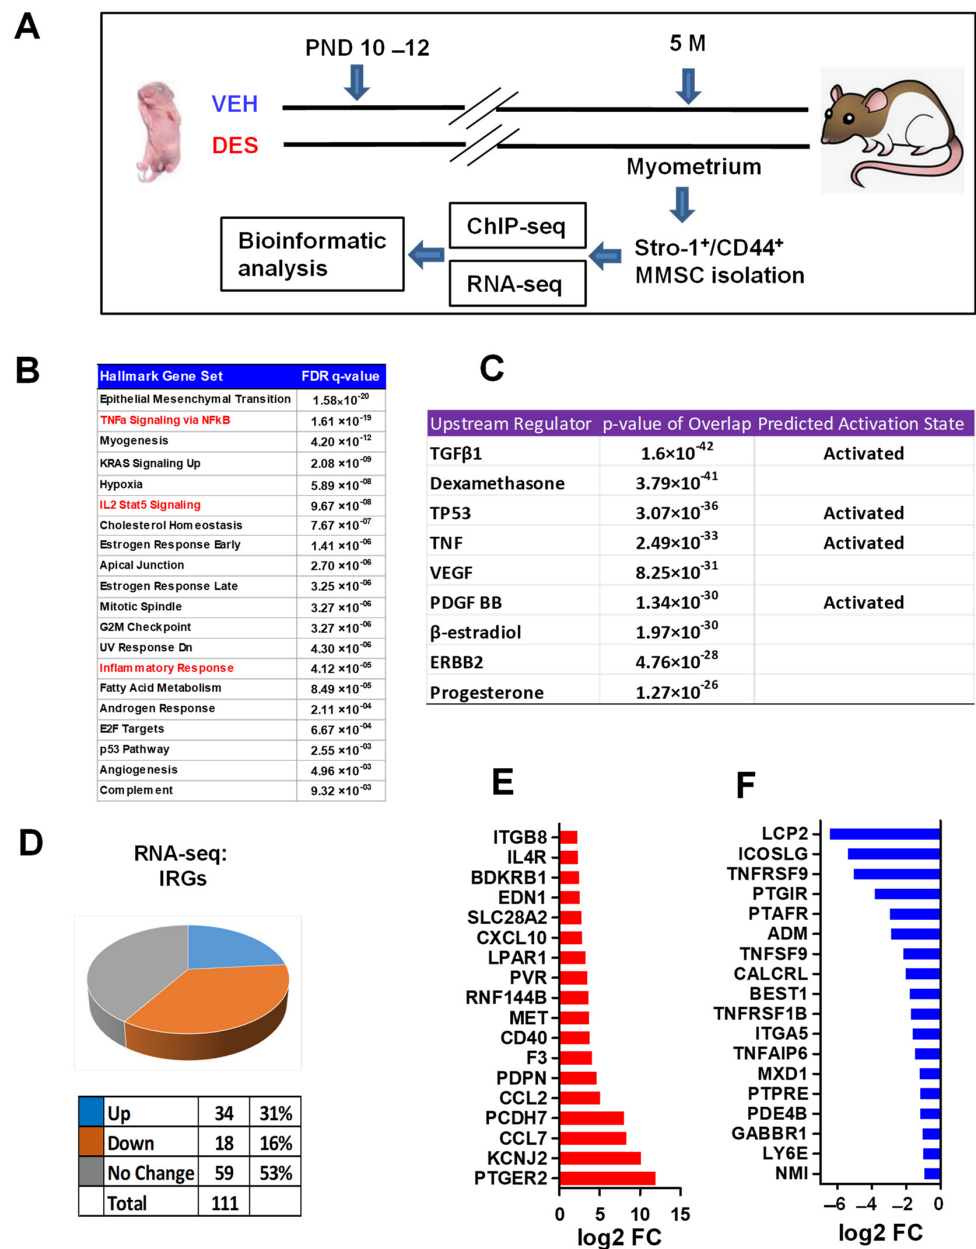 A
PND 10 –12
5 M
VEH
DES
Myometrium
ChIP-seq
RNA-seq
Bioinformatic
analysis
Stro-1⁺/CD44⁺
MMSC isolation
B
Hallmark Gene Set FDR q-value
Epithelial Mesenchymal Transition 1.58×10⁻²⁰
TNFa Signaling via NFkB 1.61 ×10⁻¹⁹
Myogenesis 4.20 ×10⁻¹²
KRAS Signaling Up 2.08 ×10⁻⁰⁹
Hypoxia 5.89 ×10⁻⁰⁸
IL2 Stat5 Signaling 9.67 ×10⁻⁰⁸
Cholesterol Homeostasis 7.67 ×10⁻⁰⁷
Estrogen Response Early 1.41 ×10⁻⁰⁶
Apical Junction 2.70 ×10⁻⁰⁶
Estrogen Response Late 3.25 ×10⁻⁰⁶
Mitotic Spindle 3.27 ×10⁻⁰⁶
G2M Checkpoint 3.27 ×10⁻⁰⁶
UV Response Dn 4.30 ×10⁻⁰⁶
Inflammatory Response 4.12 ×10⁻⁰⁵
Fatty Acid Metabolism 8.49 ×10⁻⁰⁵
Androgen Response 2.11 ×10⁻⁰⁴
E2F Targets 6.67 ×10⁻⁰⁴
p53 Pathway 2.55 ×10⁻⁰³
Angiogenesis 4.96 ×10⁻⁰³
Complement 9.32 ×10⁻⁰³
C
Upstream Regulator p-value of Overlap Predicted Activation State
TGFβ1 1.6×10⁻⁴² Activated
Dexamethasone 3.79×10⁻⁴¹
TP53 3.07×10⁻³⁶ Activated
TNF 2.49×10⁻³³ Activated
VEGF 8.25×10⁻³¹
PDGF BB 1.34×10⁻³⁰ Activated
β-estradiol 1.97×10⁻³⁰
ERBB2 4.76×10⁻²⁸
Progesterone 1.27×10⁻²⁶
D
RNA-seq:
IRGs
Up 34 31%
Down 18 16%
No Change 59 53%
Total 111
E
ITGB8
IL4R
BDKRB1
EDN1
SLC28A2
CXCL10
LPAR1
PVR
RNF144B
MET
CD40
F3
PDPN
CCL2
PCDH7
CCL7
KCNJ2
PTGER2
0 5 10 15
log2 FC
F
LCP2
ICOSLG
TNFRSF9
PTGIR
PTAFR
ADM
TNFSF9
CALCRL
BEST1
TNFRSF1B
ITGA5
TNFAIP6
MXD1
PTPRE
PDE4B
GABBR1
LY6E
NMI
−6 −4 −2 0
log2 FC